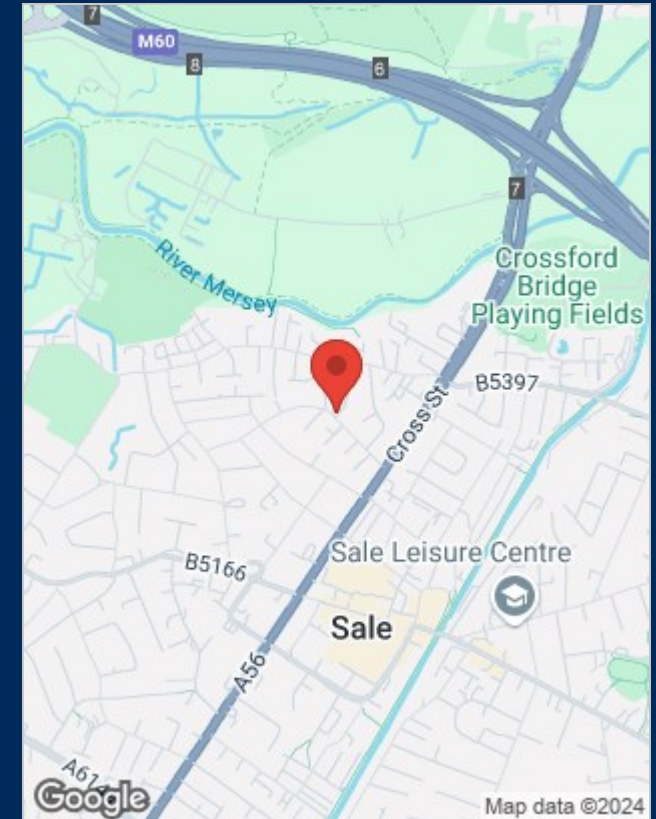 7
M60
8
6
7
River Mersey
Crossford
Bridge
Playing Fields
B5397
Cross St
Sale Leisure Centre
B5166
Sale
A56
Google
Map data ©2024